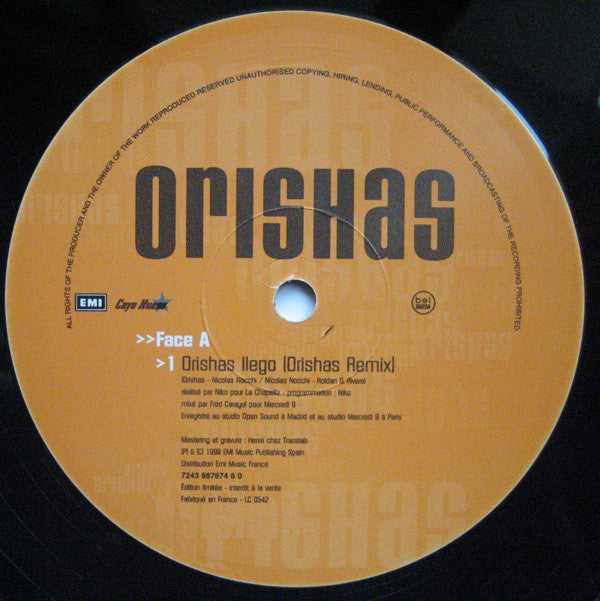 ALL RIGHTS OF THE PRODUCER AND THE OWNER OF THE WORK REPRODUCED RESERVED UNAUTHORISED COPYING, HIRING, LENDING, PUBLIC PERFORMANCE AND BROADCASTING OF THE RECORDING PROHIBITED.
Orishas
EMI
Cayo Hueso
>>Face A
>1 Orishas llego (Orishas Remix)
(Orishas - Nicolas Nocchi / Nicolas Nocchi - Roldan G. Rivero)
réalisé par Niko pour La Chapelle - programmation : Niko
mixé par Fred Carayol pour Mercredi 9
Enregistré au studio Open Sound à Madrid et au studio Mercredi 9 à Paris
Mastering et gravure : Hervé chez Translab
(P) & (C) 1999 EMI Music Publishing Spain
Distribution Emi Music France
7243 887874 6 0
Édition limitée - interdit à la vente
Fabriqué en France - LC 0542